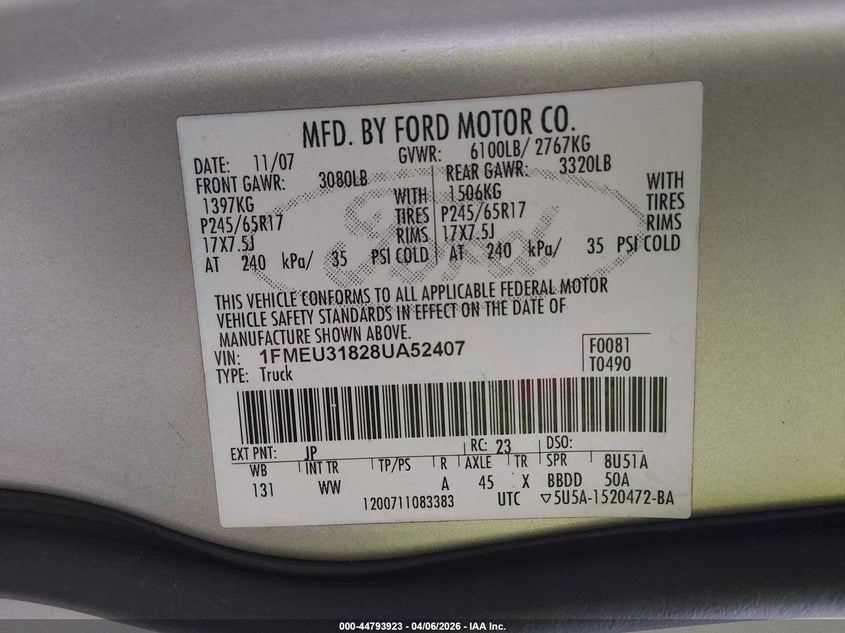 MFD. BY FORD MOTOR CO.
DATE: 11/07 GVWR: 6100LB/ 2767KG
FRONT GAWR: 3080LB REAR GAWR: 3320LB
1397KG WITH 1506KG WITH
P245/65R17 TIRES P245/65R17 TIRES
17X7.5J RIMS 17X7.5J RIMS
AT 240 kPa/ 35 PSI COLD AT 240 kPa/ 35 PSI COLD
Ford
THIS VEHICLE CONFORMS TO ALL APPLICABLE FEDERAL MOTOR
VEHICLE SAFETY STANDARDS IN EFFECT ON THE DATE OF
MANUFACTURE SHOWN ABOVE.
VIN: 1FMEU31828UA52407 F0081
TYPE: Truck T0490
EXT PNT: JP RC: 23 DSO:
WB INT TR TP/PS R AXLE TR SPR 8U51A
131 WW A 45 X BBDD 50A
1200711083383 UTC ▽5U5A-1520472-BA
000-44793923 - 04/06/2026 - IAA Inc.